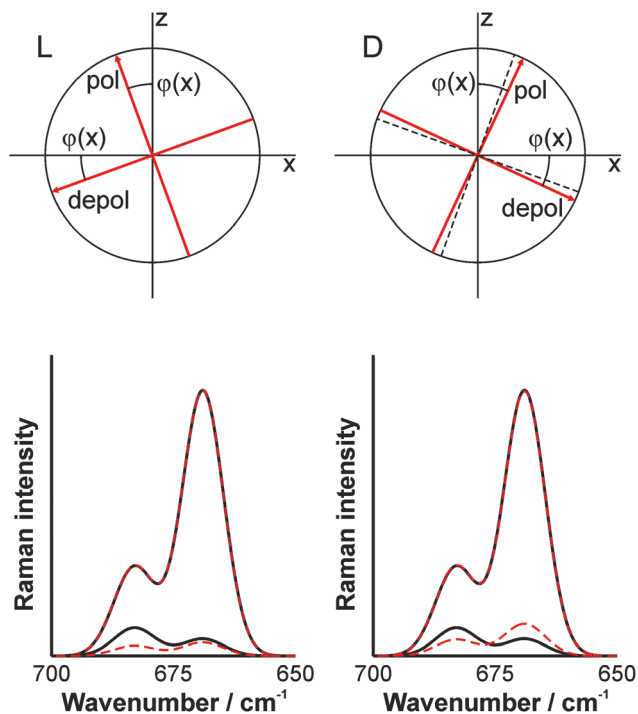 L
z
pol
φ(x)
φ(x)
x
depol
D
z
φ(x)
pol
φ(x)
x
depol
Raman intensity
700
675
650
Wavenumber / cm⁻¹
Raman intensity
700
675
650
Wavenumber / cm⁻¹